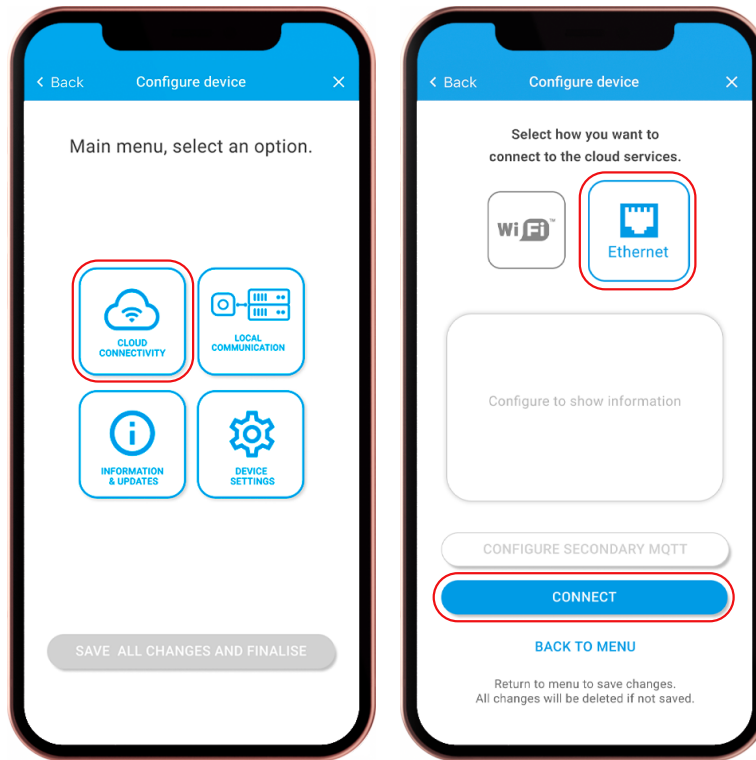 Back
Configure device
Main menu, select an option.
CLOUD
CONNECTIVITY
LOCAL
COMMUNICATION
INFORMATION
& UPDATES
DEVICE
SETTINGS
SAVE ALL CHANGES AND FINALISE
Back
Configure device
Select how you want to
connect to the cloud services.
Wi Fi™
Ethernet
Configure to show information
CONFIGURE SECONDARY MQTT
CONNECT
BACK TO MENU
Return to menu to save changes.
All changes will be deleted if not saved.